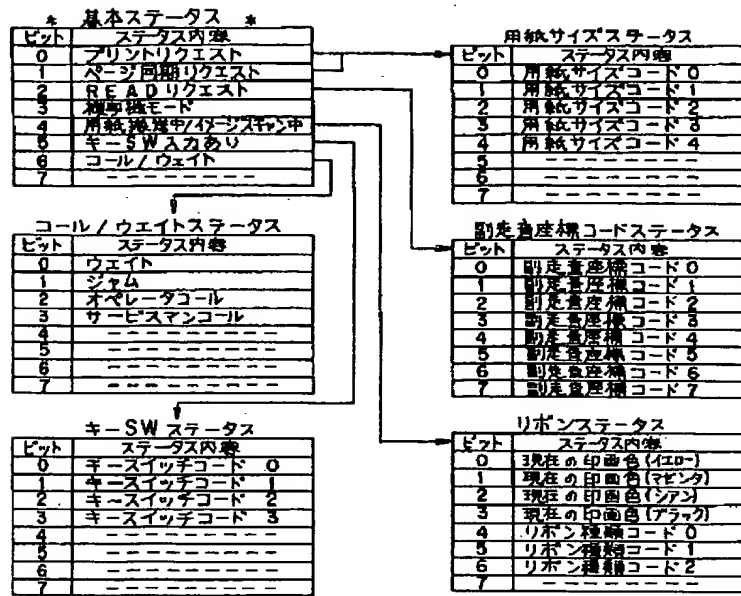 * 基本ステータス *
ビット ステータス内容
0 プリントリクエスト
1 ページ同期リクエスト
2 READリクエスト
3 複写機モード
4 用紙搬送中/イメージスキャン中
5 キーSW入力あり
6 コール/ウェイト
7 --------
コール/ウエイトステータス
ビット ステータス内容
0 ウェイト
1 ジャム
2 オペレータコール
3 サービスマンコール
4 --------
5 --------
6 --------
7 --------
キーSWステータス
ビット ステータス内容
0 キースイッチコード 0
1 キースイッチコード 1
2 キースイッチコード 2
3 キースイッチコード 3
4 --------
5 --------
6 --------
7 --------
用紙サイズステータス
ビット ステータス内容
0 用紙サイズコード 0
1 用紙サイズコード 1
2 用紙サイズコード 2
3 用紙サイズコード 3
4 用紙サイズコード 4
5 --------
6 --------
7 --------
副走査座標コードステータス
ビット ステータス内容
0 副走査座標コード 0
1 副走査座標コード 1
2 副走査座標コード 2
3 副走査座標コード 3
4 副走査座標コード 4
5 副走査座標コード 5
6 副走査座標コード 6
7 副走査座標コード 7
リボンステータス
ビット ステータス内容
0 現在の印画色(イエロー)
1 現在の印画色(マゼンタ)
2 現在の印画色(シアン)
3 現在の印画色(ブラック)
4 リボン種類コード 0
5 リボン種類コード 1
6 リボン種類コード 2
7 --------